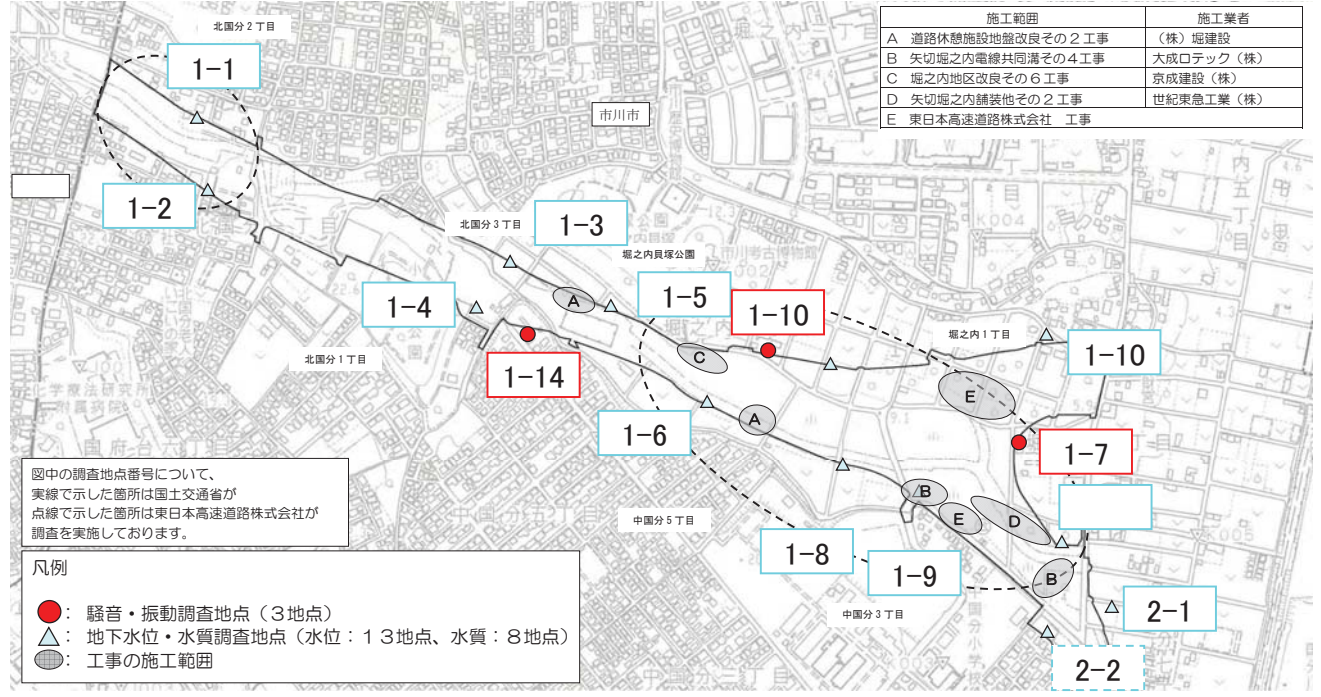 北国分2丁目
1-1
市川市
施工範囲 施工業者
A 道路休憩施設地盤改良その2工事 (株)堀建設
B 矢切堀之内電線共同溝その4工事 大成ロテック(株)
C 堀之内地区改良その6工事 京成建設(株)
D 矢切堀之内舗装他その2工事 世紀東急工業(株)
E 東日本高速道路株式会社 工事
1-2
北国分3丁目
1-3
堀之内貝塚公園
市川考古博物館
K004
1-4
A
1-5
1-10
堀之内1丁目
1-10
北国分1丁目
1-14
C
E
1-6
A
1-7
図中の調査地点番号について、
実線で示した箇所は国土交通省が
点線で示した箇所は東日本高速道路株式会社が
調査を実施しております。
中国分5丁目
B
E
D
K005
1-8
1-9
B
中国分3丁目
2-1
2-2
凡例
: 騒音・振動調査地点(3地点)
: 地下水位・水質調査地点(水位:13地点、水質:8地点)
: 工事の施工範囲